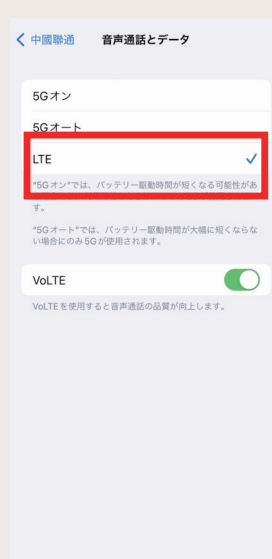 中國聯通 音声通話とデータ
5Gオン
5Gオート
LTE
"5Gオン"では、バッテリー駆動時間が短くなる可能性があ
す。
"5Gオート"では、バッテリー駆動時間が大幅に短くならな
い場合にのみ5Gが使用されます。
VoLTE
VoLTEを使用すると音声通話の品質が向上します。